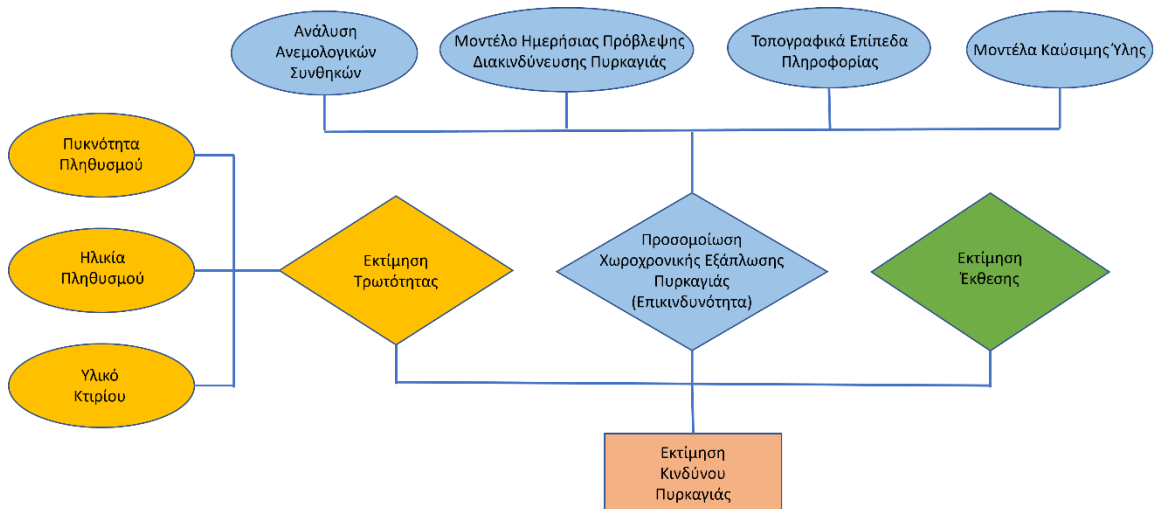 Ανάλυση
Ανεμολογικών
Συνθηκών
Μοντέλο Ημερήσιας Πρόβλεψης
Διακινδύνευσης Πυρκαγιάς
Τοπογραφικά Επίπεδα
Πληροφορίας
Μοντέλα Καύσιμης Ύλης
Πυκνότητα
Πληθυσμού
Ηλικία
Πληθυσμού
Υλικό
Κτιρίου
Εκτίμηση
Τρωτότητας
Προσομοίωση
Χωροχρονικής Εξάπλωσης
Πυρκαγιάς
(Επικινδυνότητα)
Εκτίμηση
Έκθεσης
Εκτίμηση
Κινδύνου
Πυρκαγιάς